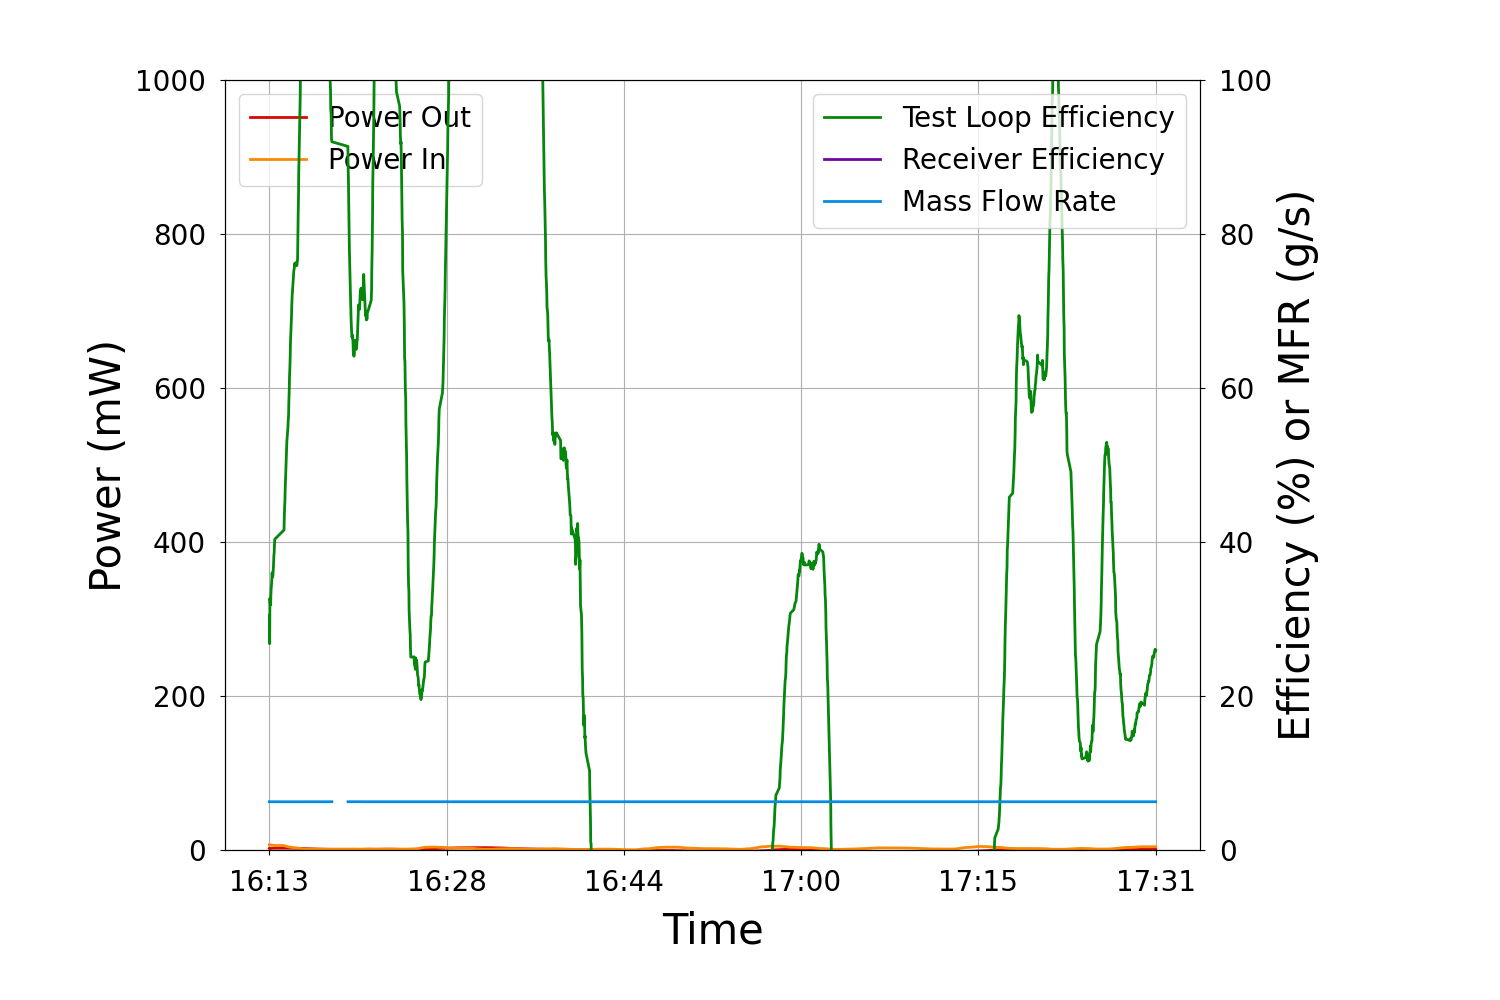 1000
800
600
400
200
0
Power (mW)
Power Out
Power In
Test Loop Efficiency
Receiver Efficiency
Mass Flow Rate
100
80
60
40
20
0
Efficiency (%) or MFR (g/s)
16:13 16:28 16:44 17:00 17:15 17:31
Time